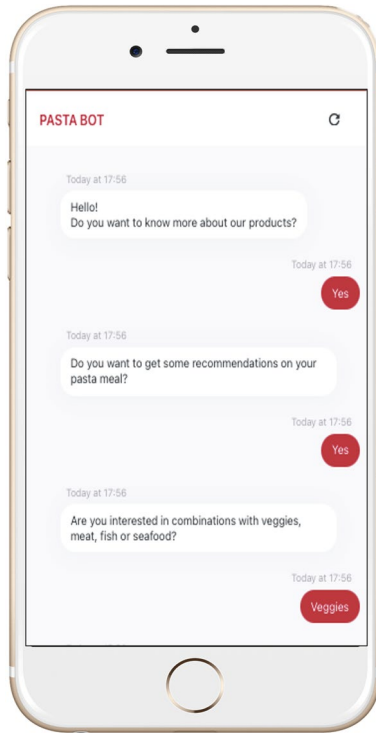 PASTA BOT
Today at 17:56
Hello!
Do you want to know more about our products?
Today at 17:56
Yes
Today at 17:56
Do you want to get some recommendations on your
pasta meal?
Today at 17:56
Yes
Today at 17:56
Are you interested in combinations with veggies,
meat, fish or seafood?
Today at 17:56
Veggies